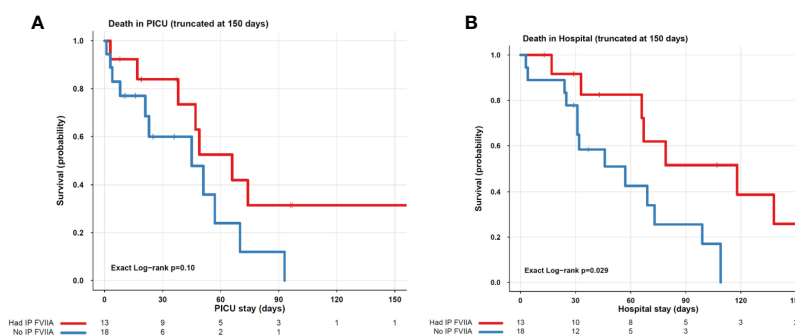 A
Death in PICU (truncated at 150 days)
Survival (probability)
1.0
0.8
0.6
0.4
0.2
0.0
Exact Log-rank p=0.10
0 30 60 90 120 150
PICU stay (days)
Had IP FVIIA 13 9 5 3 1 1
No IP FVIIA 18 6 2 1
B
Death in Hospital (truncated at 150 days)
Survival (probability)
1.0
0.8
0.6
0.4
0.2
0.0
Exact Log-rank p=0.029
0 30 60 90 120 150
Hospital stay (days)
Had IP FVIIA 13 10 8 5 3
No IP FVIIA 18 12 5 3